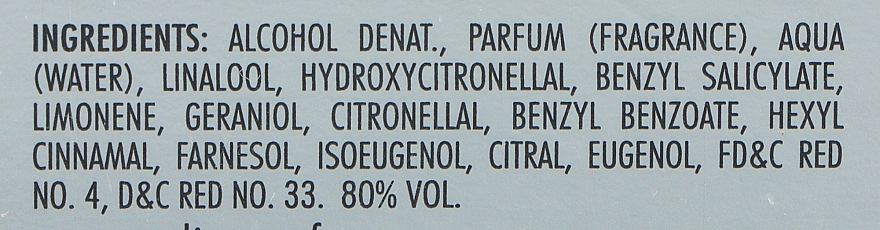 INGREDIENTS: ALCOHOL DENAT., PARFUM (FRAGRANCE), AQUA
(WATER), LINALOOL, HYDROXYCITRONELLAL, BENZYL SALICYLATE,
LIMONENE, GERANIOL, CITRONELLAL, BENZYL BENZOATE, HEXYL
CINNAMAL, FARNESOL, ISOEUGENOL, CITRAL, EUGENOL, FD&C RED
NO. 4, D&C RED NO. 33. 80% VOL.